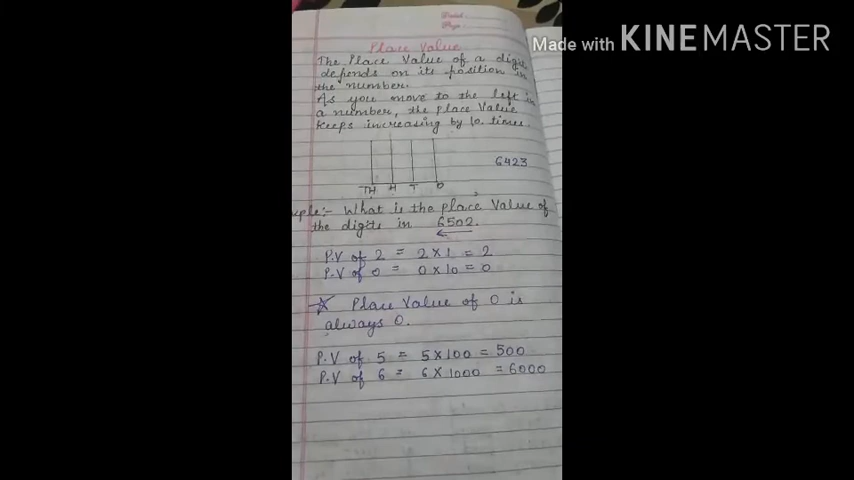 Dated:
Page:
Made with KINEMASTER
Place Value
The Place Value of a digit
depends on its position in
the number.
As you move to the left in
a number, the place Value
keeps increasing by 10 times.
6423
TH H T O
mple:- What is the place Value of
the digits in 6502.
P.V of 2 = 2 X 1 = 2
P.V of 0 = 0 X 10 = 0
Place Value of 0 is
always 0.
P.V of 5 = 5 X 100 = 500
P.V of 6 = 6 X 1000 = 6000